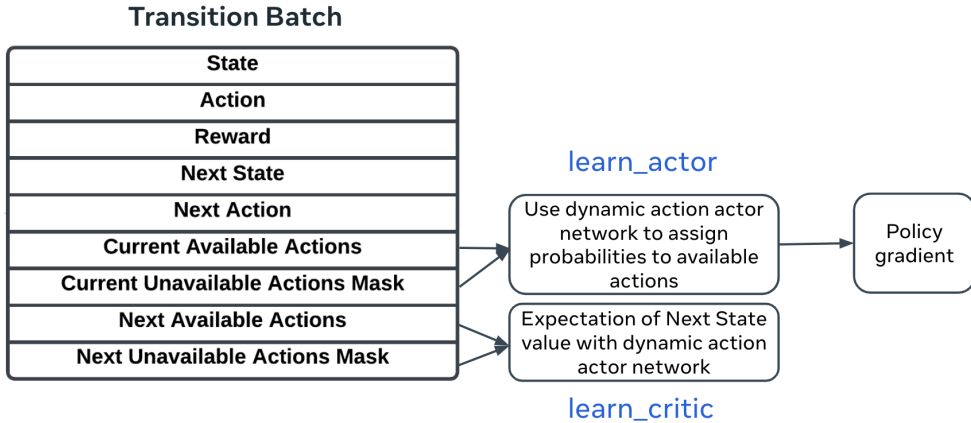 Transition Batch
State
Action
Reward
Next State
Next Action
Current Available Actions
Current Unavailable Actions Mask
Next Available Actions
Next Unavailable Actions Mask
learn_actor
Use dynamic action actor
network to assign
probabilities to available
actions
Policy
gradient
Expectation of Next State
value with dynamic action
actor network
learn_critic